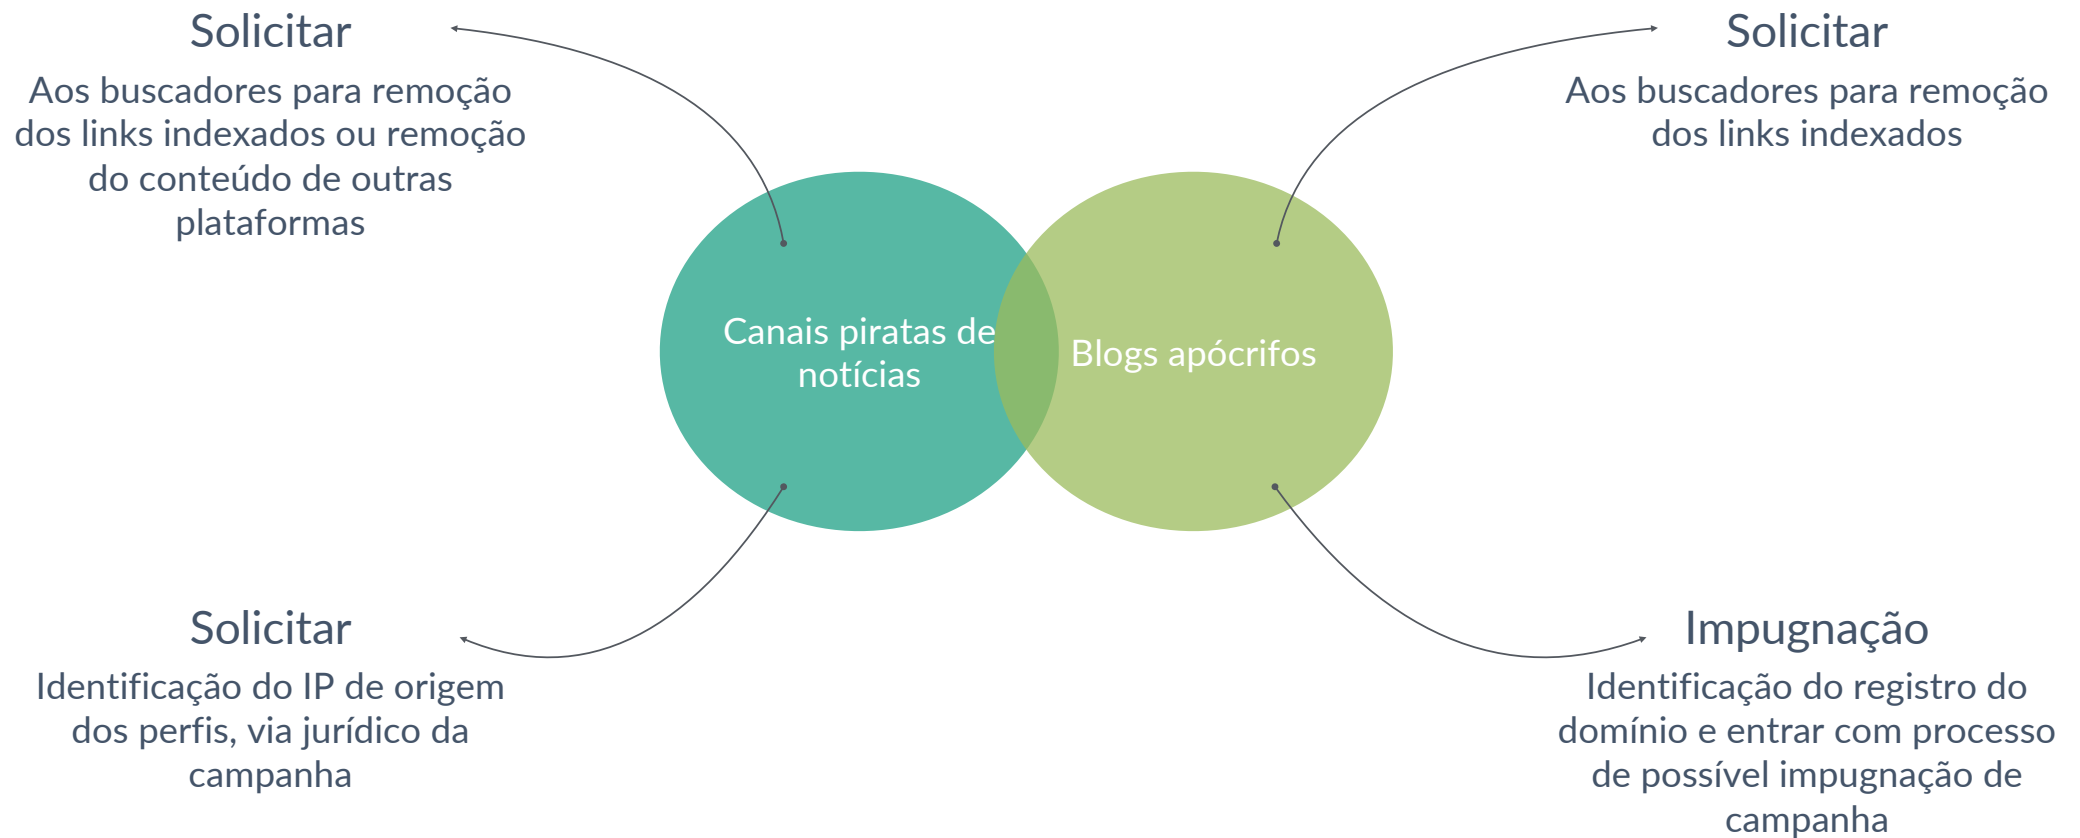 Solicitar
Aos buscadores para remoção
dos links indexados ou remoção
do conteúdo de outras
plataformas
Solicitar
Aos buscadores para remoção
dos links indexados
Canais piratas de
notícias
Blogs apócrifos
Solicitar
Identificação do IP de origem
dos perfis, via jurídico da
campanha
Impugnação
Identificação do registro do
domínio e entrar com processo
de possível impugnação de
campanha